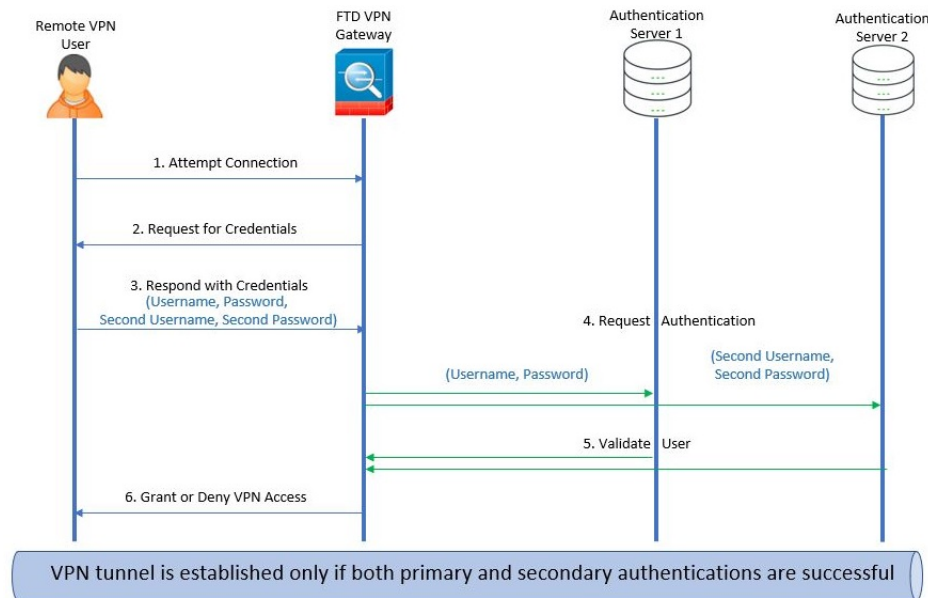 Remote VPN
User
FTD VPN
Gateway
Authentication
Server 1
Authentication
Server 2
1. Attempt Connection
2. Request for Credentials
3. Respond with Credentials
(Username, Password,
Second Username, Second Password)
4. Request Authentication
(Username, Password)
(Second Username,
Second Password)
5. Validate User
6. Grant or Deny VPN Access
VPN tunnel is established only if both primary and secondary authentications are successful